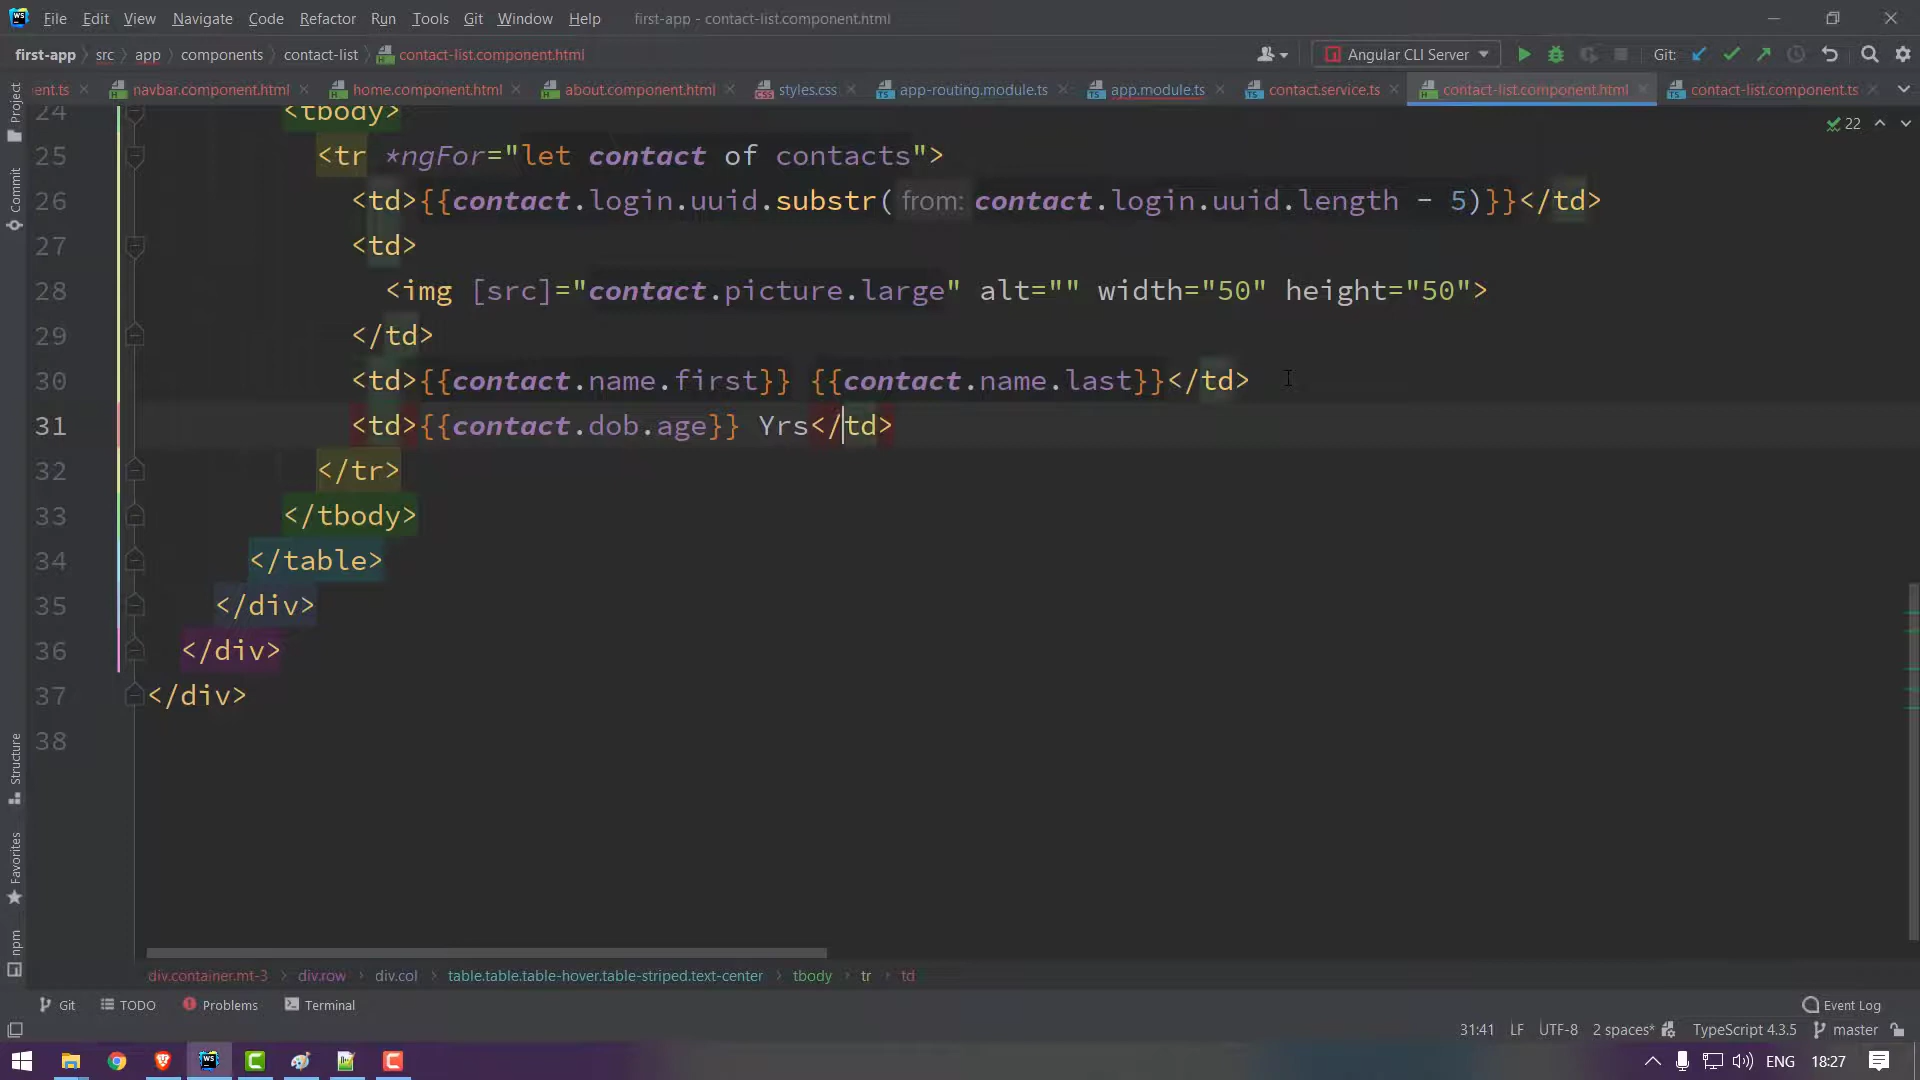 File Edit View Navigate Code Refactor Run Tools Git Window Help first-app - contact-list.component.html
first-app src app components contact-list contact-list.component.html Angular CLI Server Git:
ent.ts navbar.component.html home.component.html about.component.html styles.css app-routing.module.ts app.module.ts contact.service.ts contact-list.component.html contact-list.component.ts
Project
Commit
22
24 <tbody>
25 <tr *ngFor="let contact of contacts">
26 <td>{{contact.login.uuid.substr( from: contact.login.uuid.length - 5)}}</td>
27 <td>
28 <img [src]="contact.picture.large" alt="" width="50" height="50">
29 </td>
30 <td>{{contact.name.first}} {{contact.name.last}}</td>
31 <td>{{contact.dob.age}} Yrs</td>
32 </tr>
33 </tbody>
34 </table>
35 </div>
36 </div>
37 </div>
38
Structure
Favorites
npm
div.container.mt-3 div.row div.col table.table.table-hover.table-striped.text-center tbody tr td
Git TODO Problems Terminal Event Log
31:41 LF UTF-8 2 spaces* TypeScript 4.3.5 master
ENG 18:27